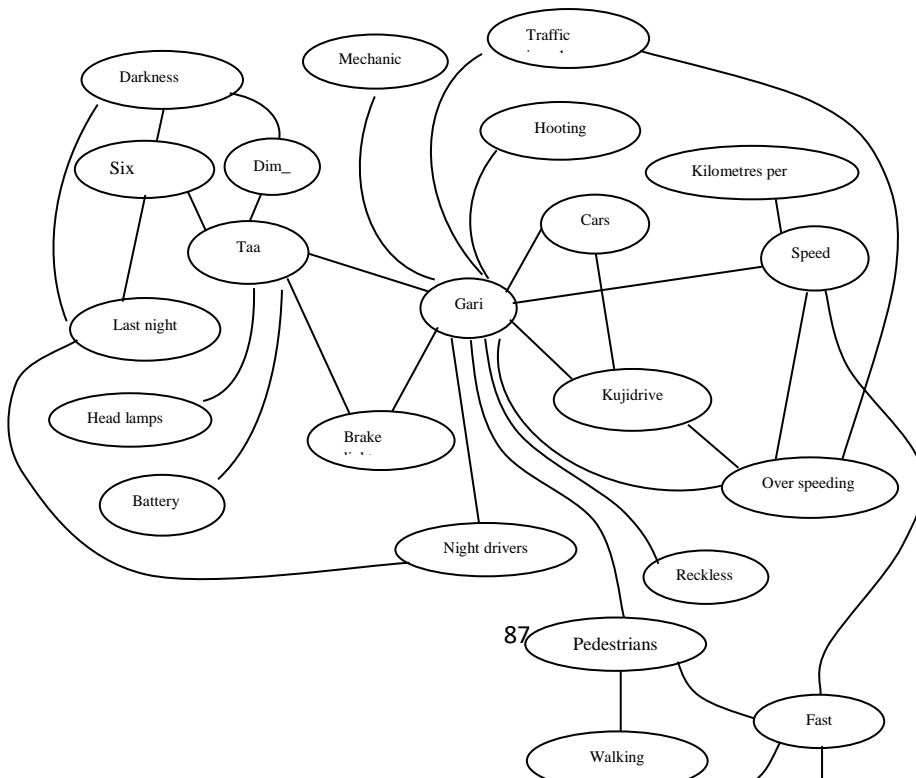 Traffic
Mechanic
Darkness
Hooting
Six
Dim_
Kilometres per
Cars
Taa
Speed
Gari
Last night
Kujidrive
Head lamps
Brake
Over speeding
Battery
Night drivers
Reckless
87
Pedestrians
Fast
Walking